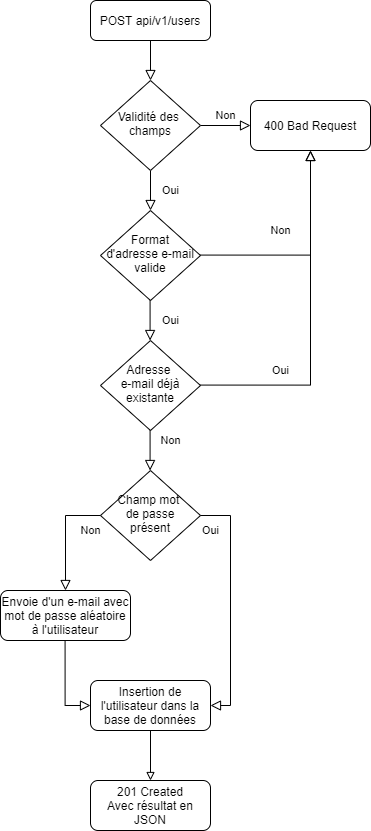 POST api/v1/users
Validité des
champs
Non
400 Bad Request
Oui
Format
d'adresse e-mail
valide
Non
Oui
Adresse
e-mail déjà
existante
Oui
Non
Champ mot
de passe
présent
Non
Oui
Envoie d'un e-mail avec
mot de passe aléatoire
à l'utilisateur
Insertion de
l'utilisateur dans la
base de données
201 Created
Avec résultat en
JSON